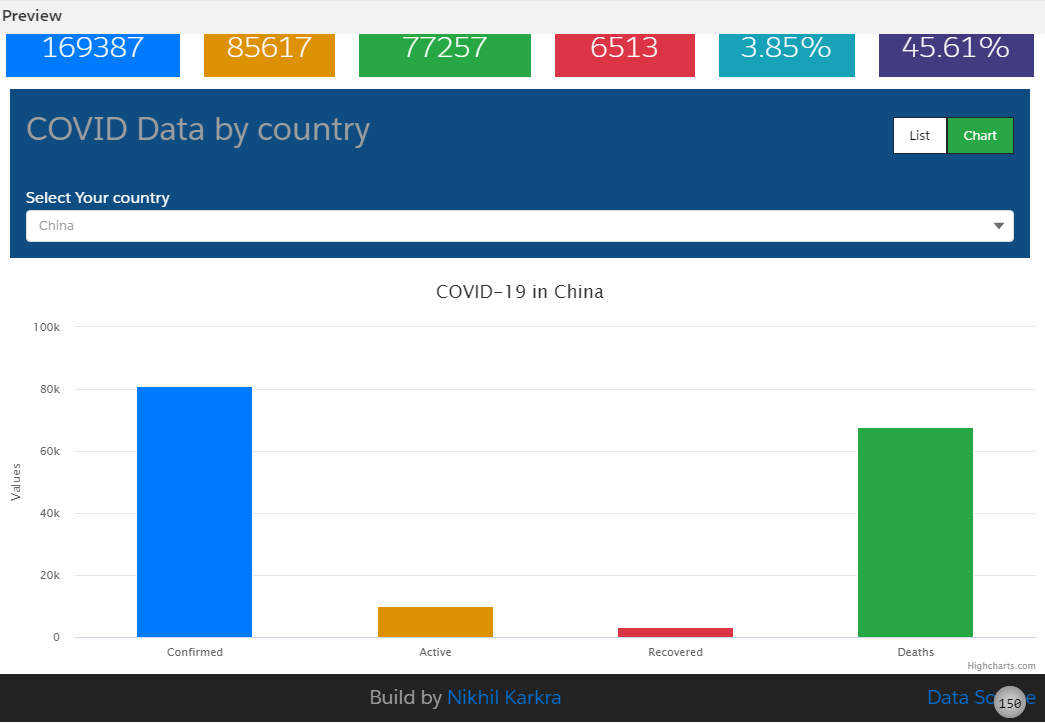 Preview
169387 85617 77257 6513 3.85% 45.61%
COVID Data by country
List Chart
Select Your country
China
COVID-19 in China
100k
80k
60k
40k
20k
0
Values
Confirmed Active Recovered Deaths
Highcharts.com
Build by Nikhil Karkra
Data
150